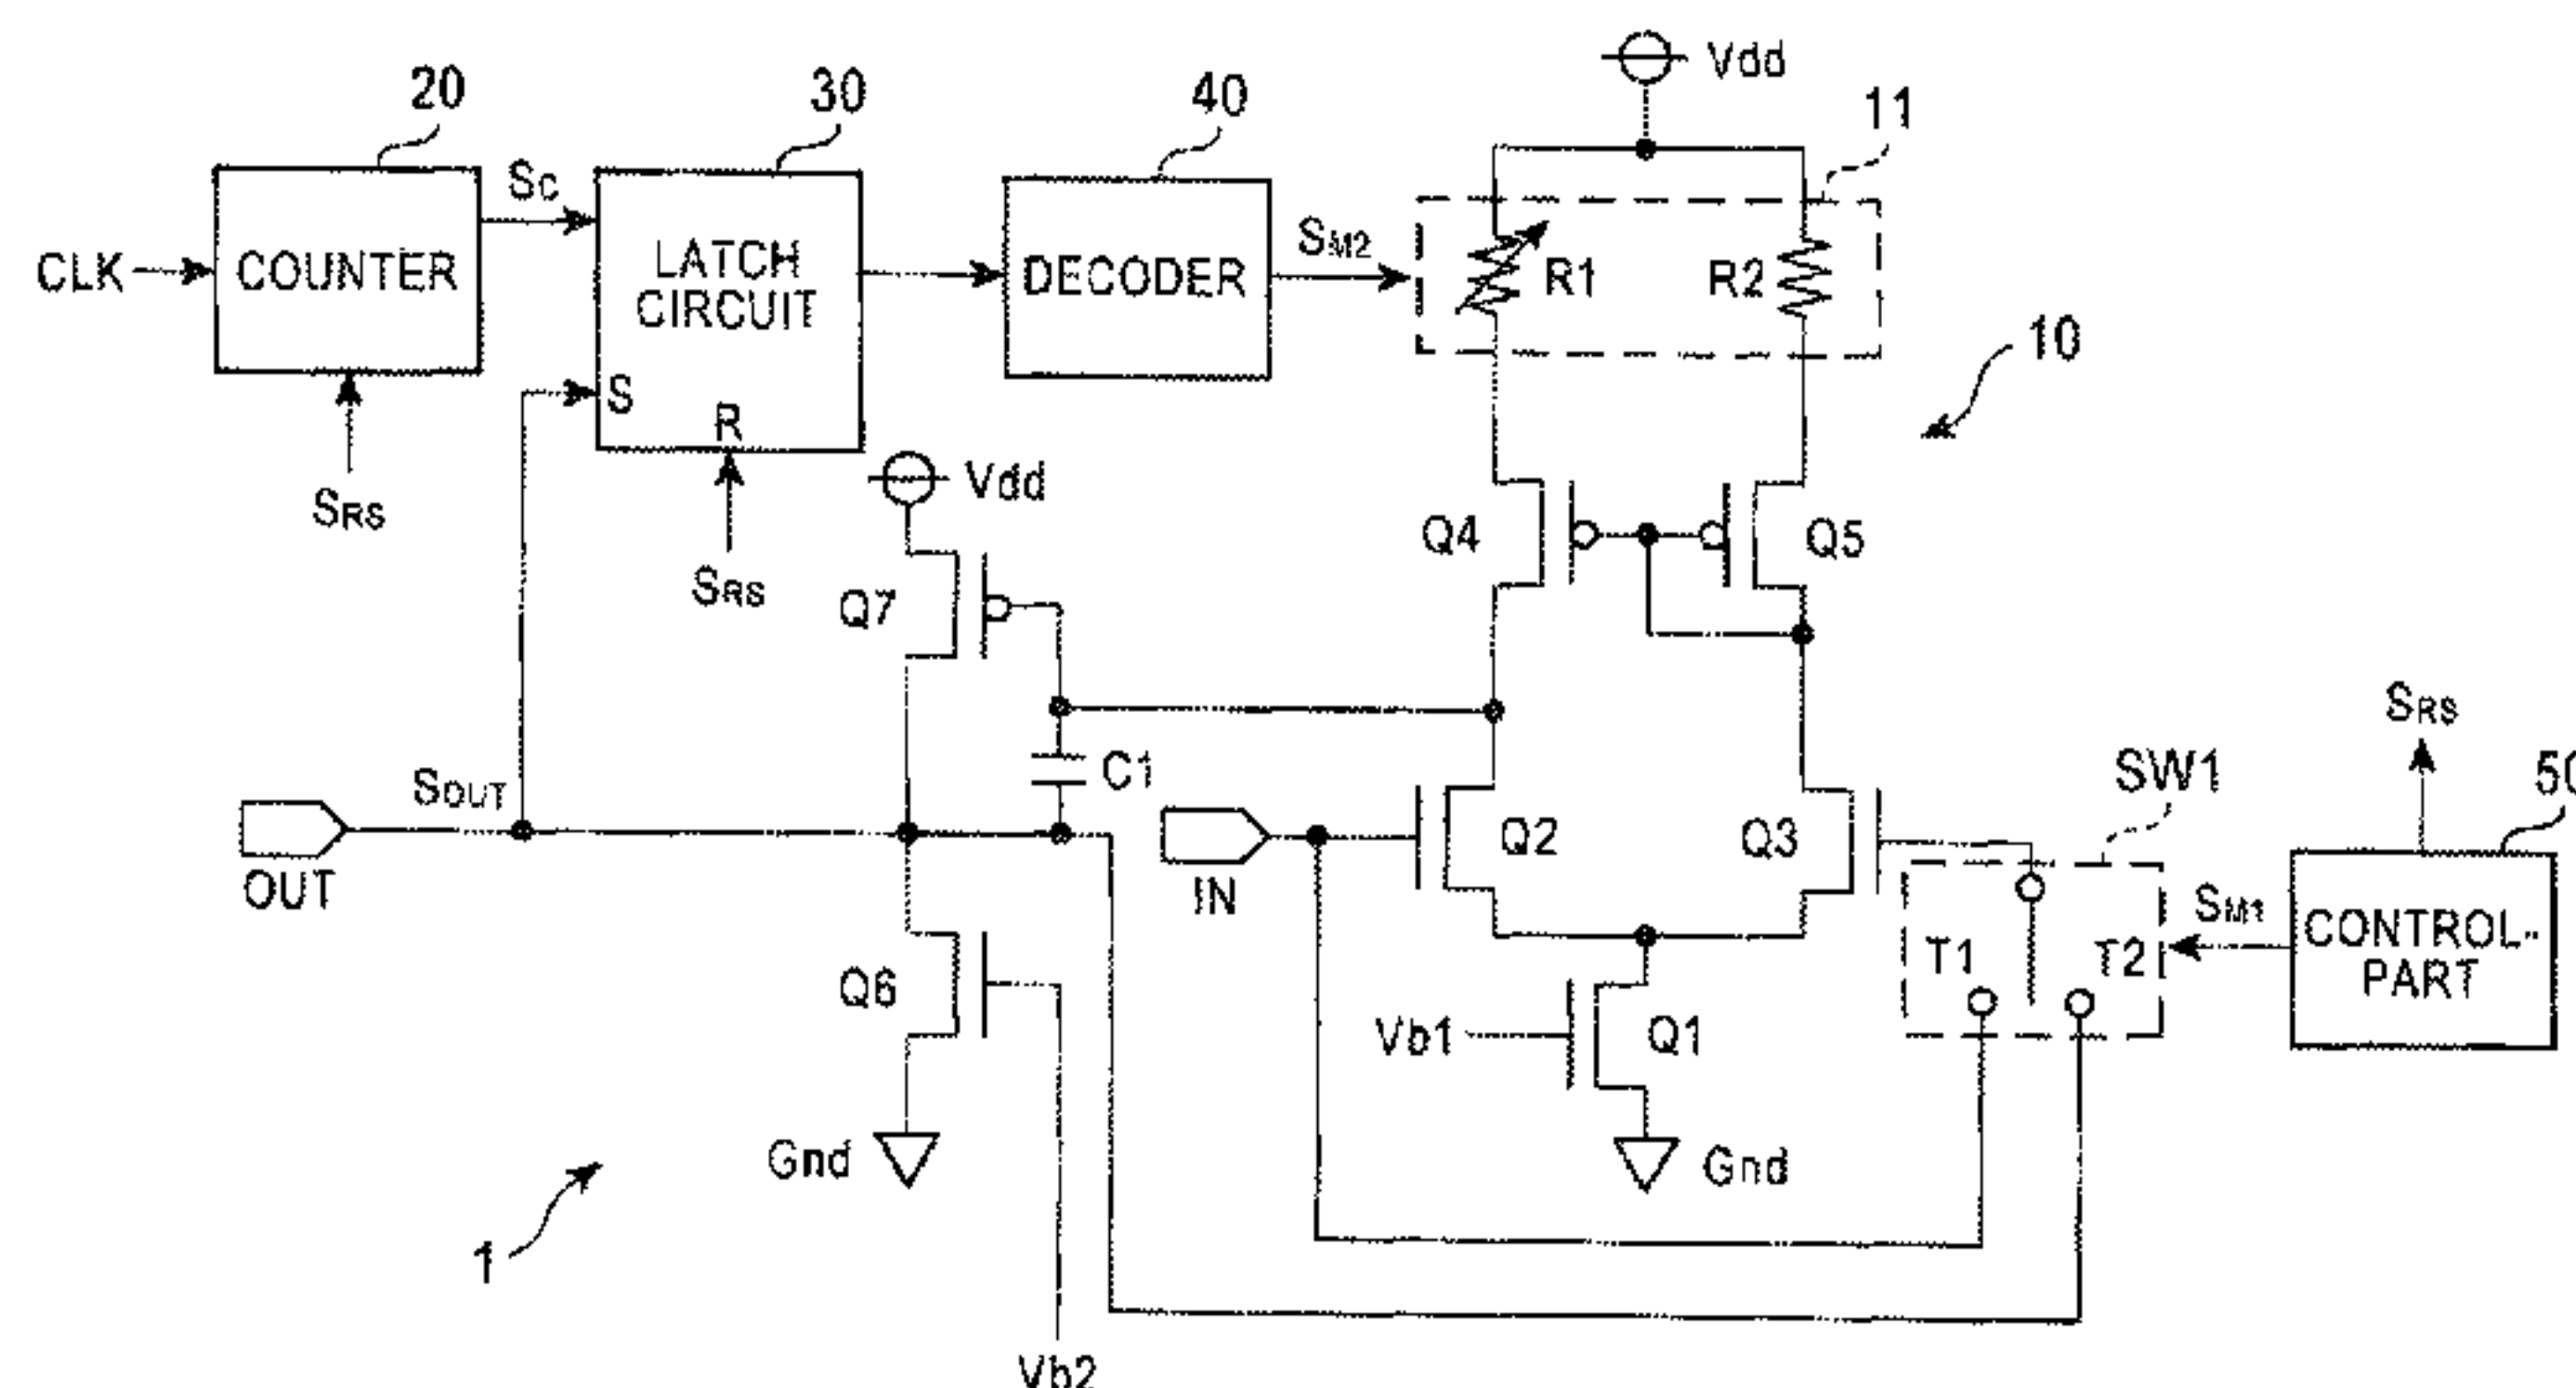 Vdd
20
30
40
11
Sc
CLK
COUNTER
LATCH
CIRCUIT
DECODER
SM2
R1
R2
10
S
R
SRS
SRS
Vdd
Q4
Q5
Q7
SRS
SOUT
C1
SW1
OUT
IN
Q2
Q3
T1
T2
SM1
CONTROL-
PART
Q6
Vb1
Q1
Gnd
Gnd
1
Vb2